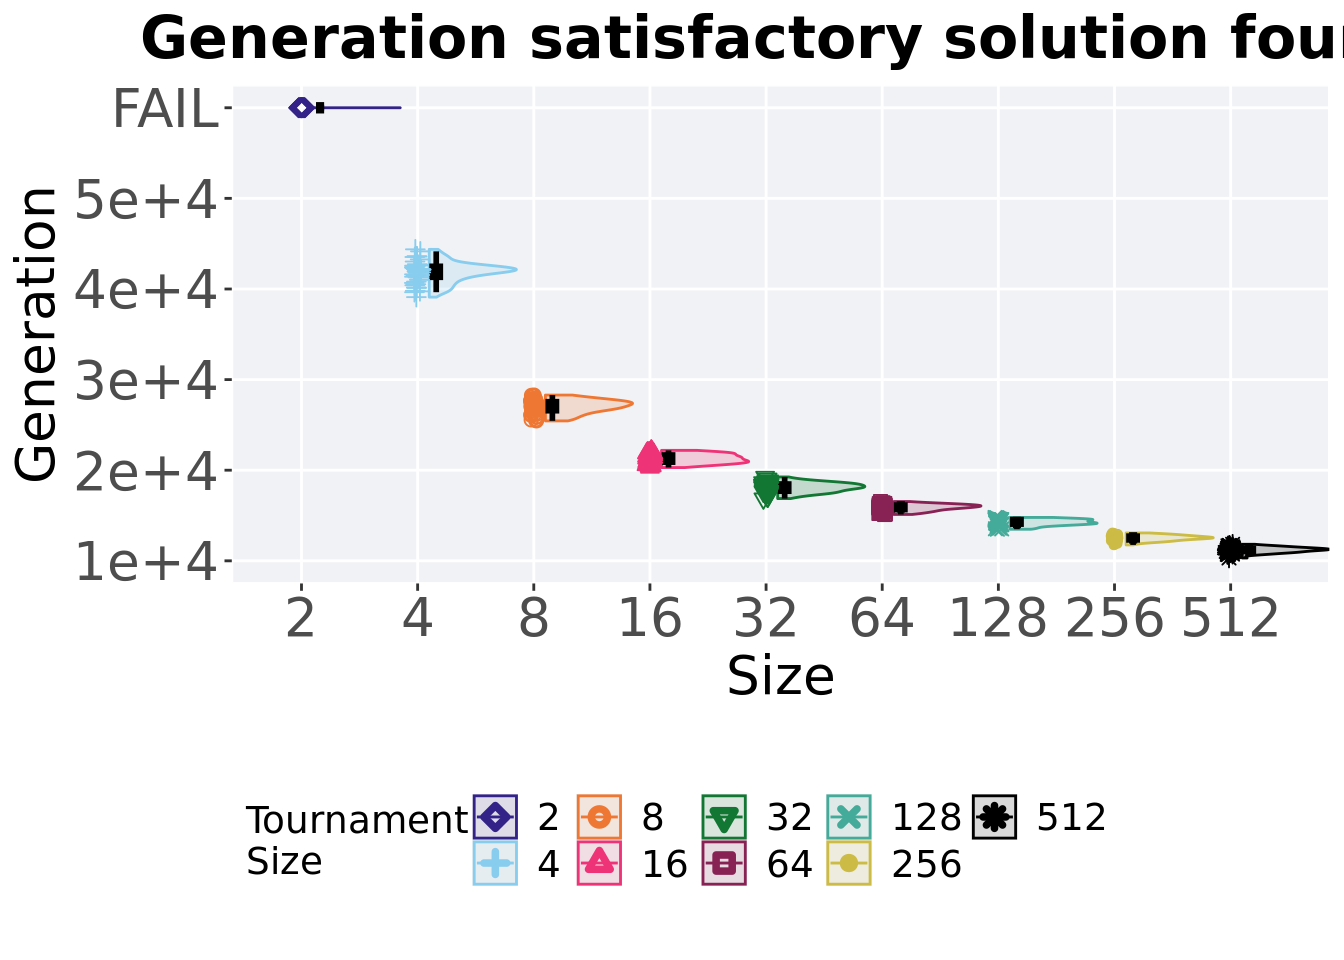 Generation satisfactory solution four
FAIL
5e+4
4e+4
3e+4
2e+4
1e+4
Generation
2 4 8 16 32 64 128 256 512
Size
Tournament
Size
2 8 32 128 512
4 16 64 256